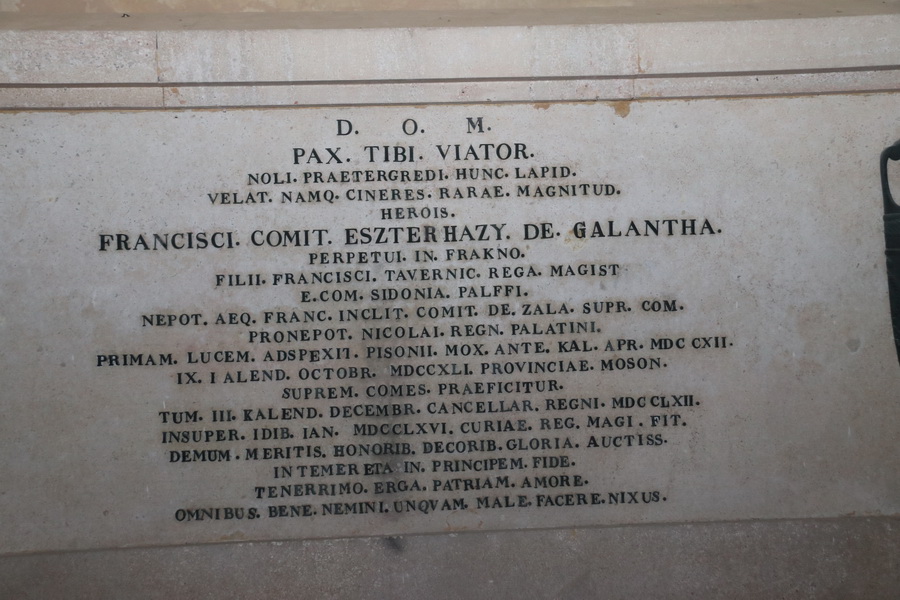 D. O. M.
PAX. TIBI. VIATOR.
NOLI. PRAETERGREDI. HUNC. LAPID.
VELAT. NAMQ. CINERES. RARAE. MAGNITUD.
HEROIS.
FRANCISCI. COMIT. ESZTERHAZY. DE. GALANTHA.
PERPETUI. IN. FRAKNO.
FILII. FRANCISCI. TAVERNIC. REGA. MAGIST
E.COM. SIDONIA. PALFFI.
NEPOT. AEQ. FRANC. INCLIT. COMIT. DE. ZALA. SUPR. COM.
PRONEPOT. NICOLAI. REGN. PALATINI.
PRIMAM. LUCEM. ADSPEXIT. PISONII. MOX. ANTE. KAL. APR. MDC CXII.
IX. I ALEND. OCTOBR. MDCCXLI. PROVINCIAE. MOSON.
SUPREM. COMES. PRAEFICITUR.
TUM. III. KALEND. DECEMBR. CANCELLAR. REGNI. MDCCLXII.
INSUPER. IDIB. IAN. MDCCLXVI. CURIAE. REG. MAGI. FIT.
DEMUM. MERITIS. HONORIB. DECORIB. GLORIA. AUCTISS.
INTEMERETA. IN. PRINCIPEM. FIDE.
TENERRIMO. ERGA. PATRIAM. AMORE.
OMNIBUS. BENE. NEMINI. UNQVAM. MALE. FACERE. NIXUS.